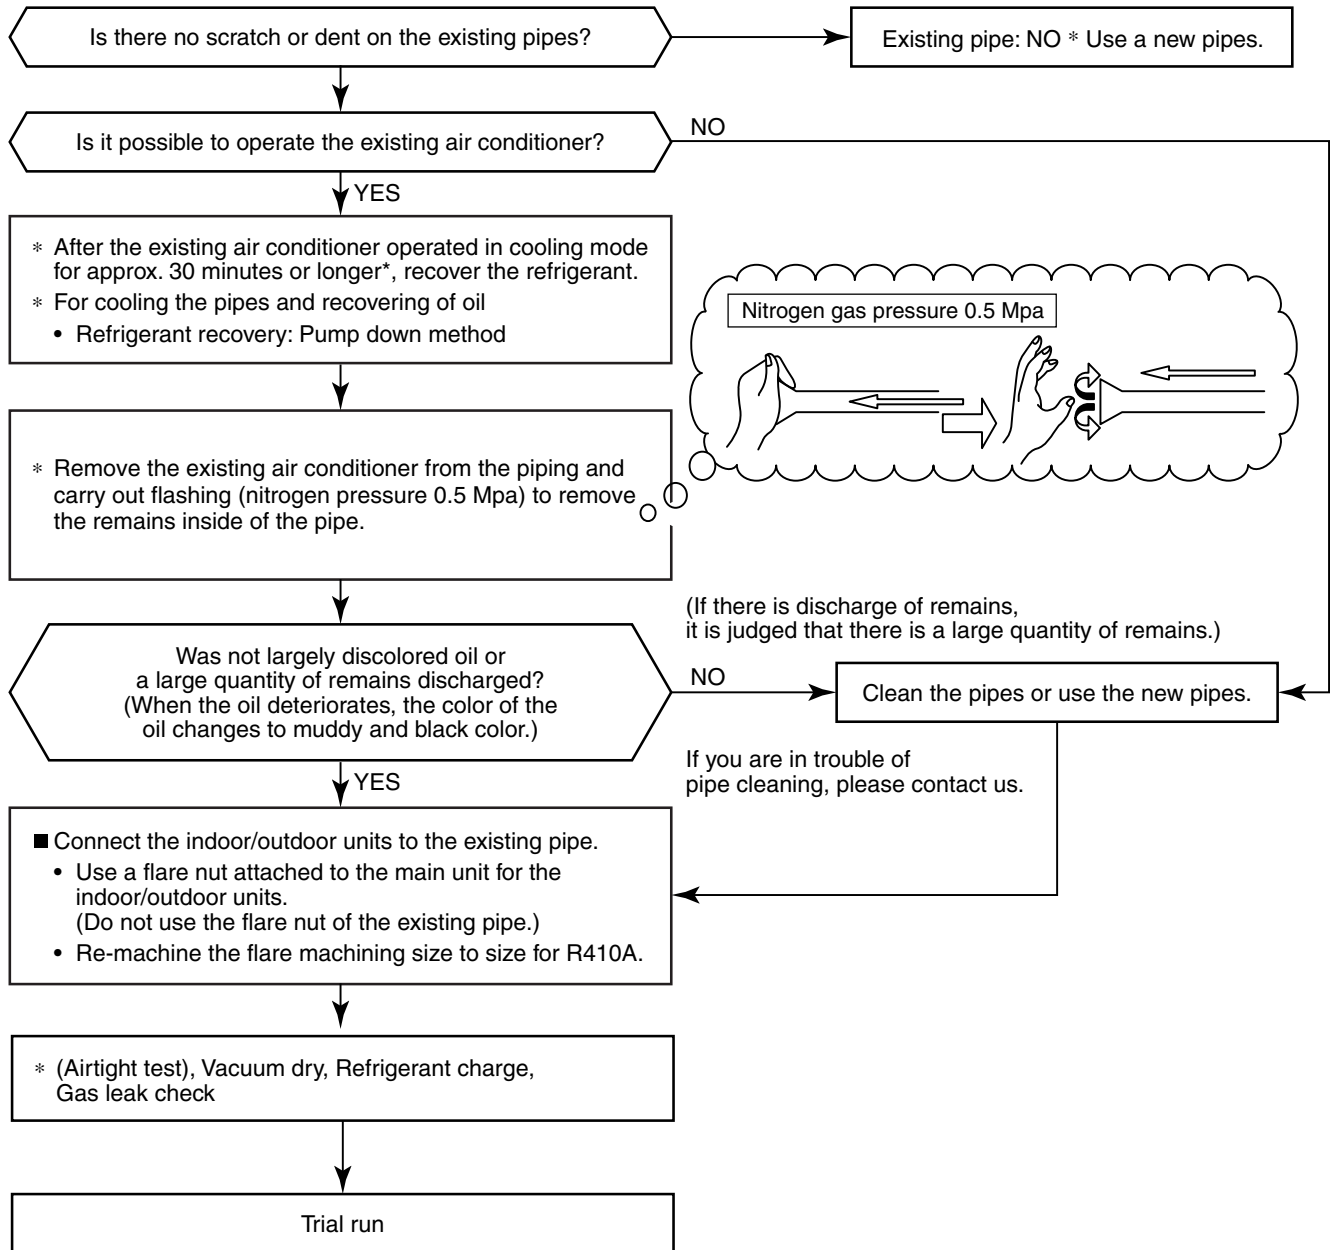 Is there no scratch or dent on the existing pipes?
Existing pipe: NO * Use a new pipes.
Is it possible to operate the existing air conditioner?
NO
YES
* After the existing air conditioner operated in cooling mode
for approx. 30 minutes or longer*, recover the refrigerant.
* For cooling the pipes and recovering of oil
• Refrigerant recovery: Pump down method
Nitrogen gas pressure 0.5 Mpa
* Remove the existing air conditioner from the piping and
carry out flashing (nitrogen pressure 0.5 Mpa) to remove
the remains inside of the pipe.
(If there is discharge of remains,
it is judged that there is a large quantity of remains.)
Was not largely discolored oil or
a large quantity of remains discharged?
(When the oil deteriorates, the color of the
oil changes to muddy and black color.)
NO
Clean the pipes or use the new pipes.
YES
If you are in trouble of
pipe cleaning, please contact us.
■ Connect the indoor/outdoor units to the existing pipe.
• Use a flare nut attached to the main unit for the
indoor/outdoor units.
(Do not use the flare nut of the existing pipe.)
• Re-machine the flare machining size to size for R410A.
* (Airtight test), Vacuum dry, Refrigerant charge,
Gas leak check
Trial run